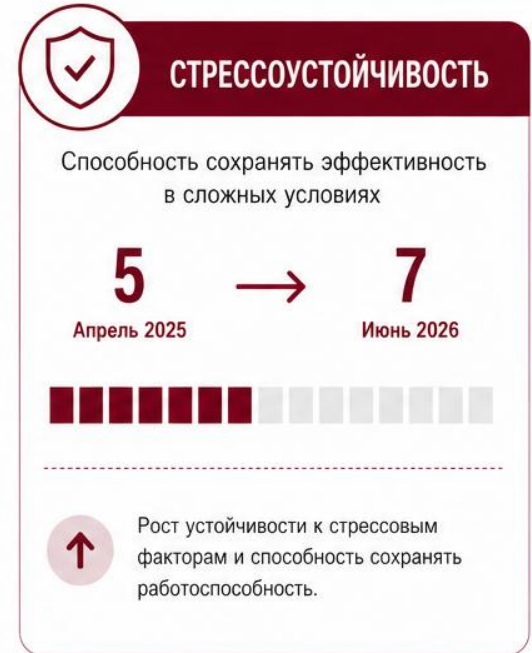 СТРЕССОУСТОЙЧИВОСТЬ
Способность сохранять эффективность
в сложных условиях
5 → 7
Апрель 2025 Июнь 2026
Рост устойчивости к стрессовым
факторам и способность сохранять
работоспособность.